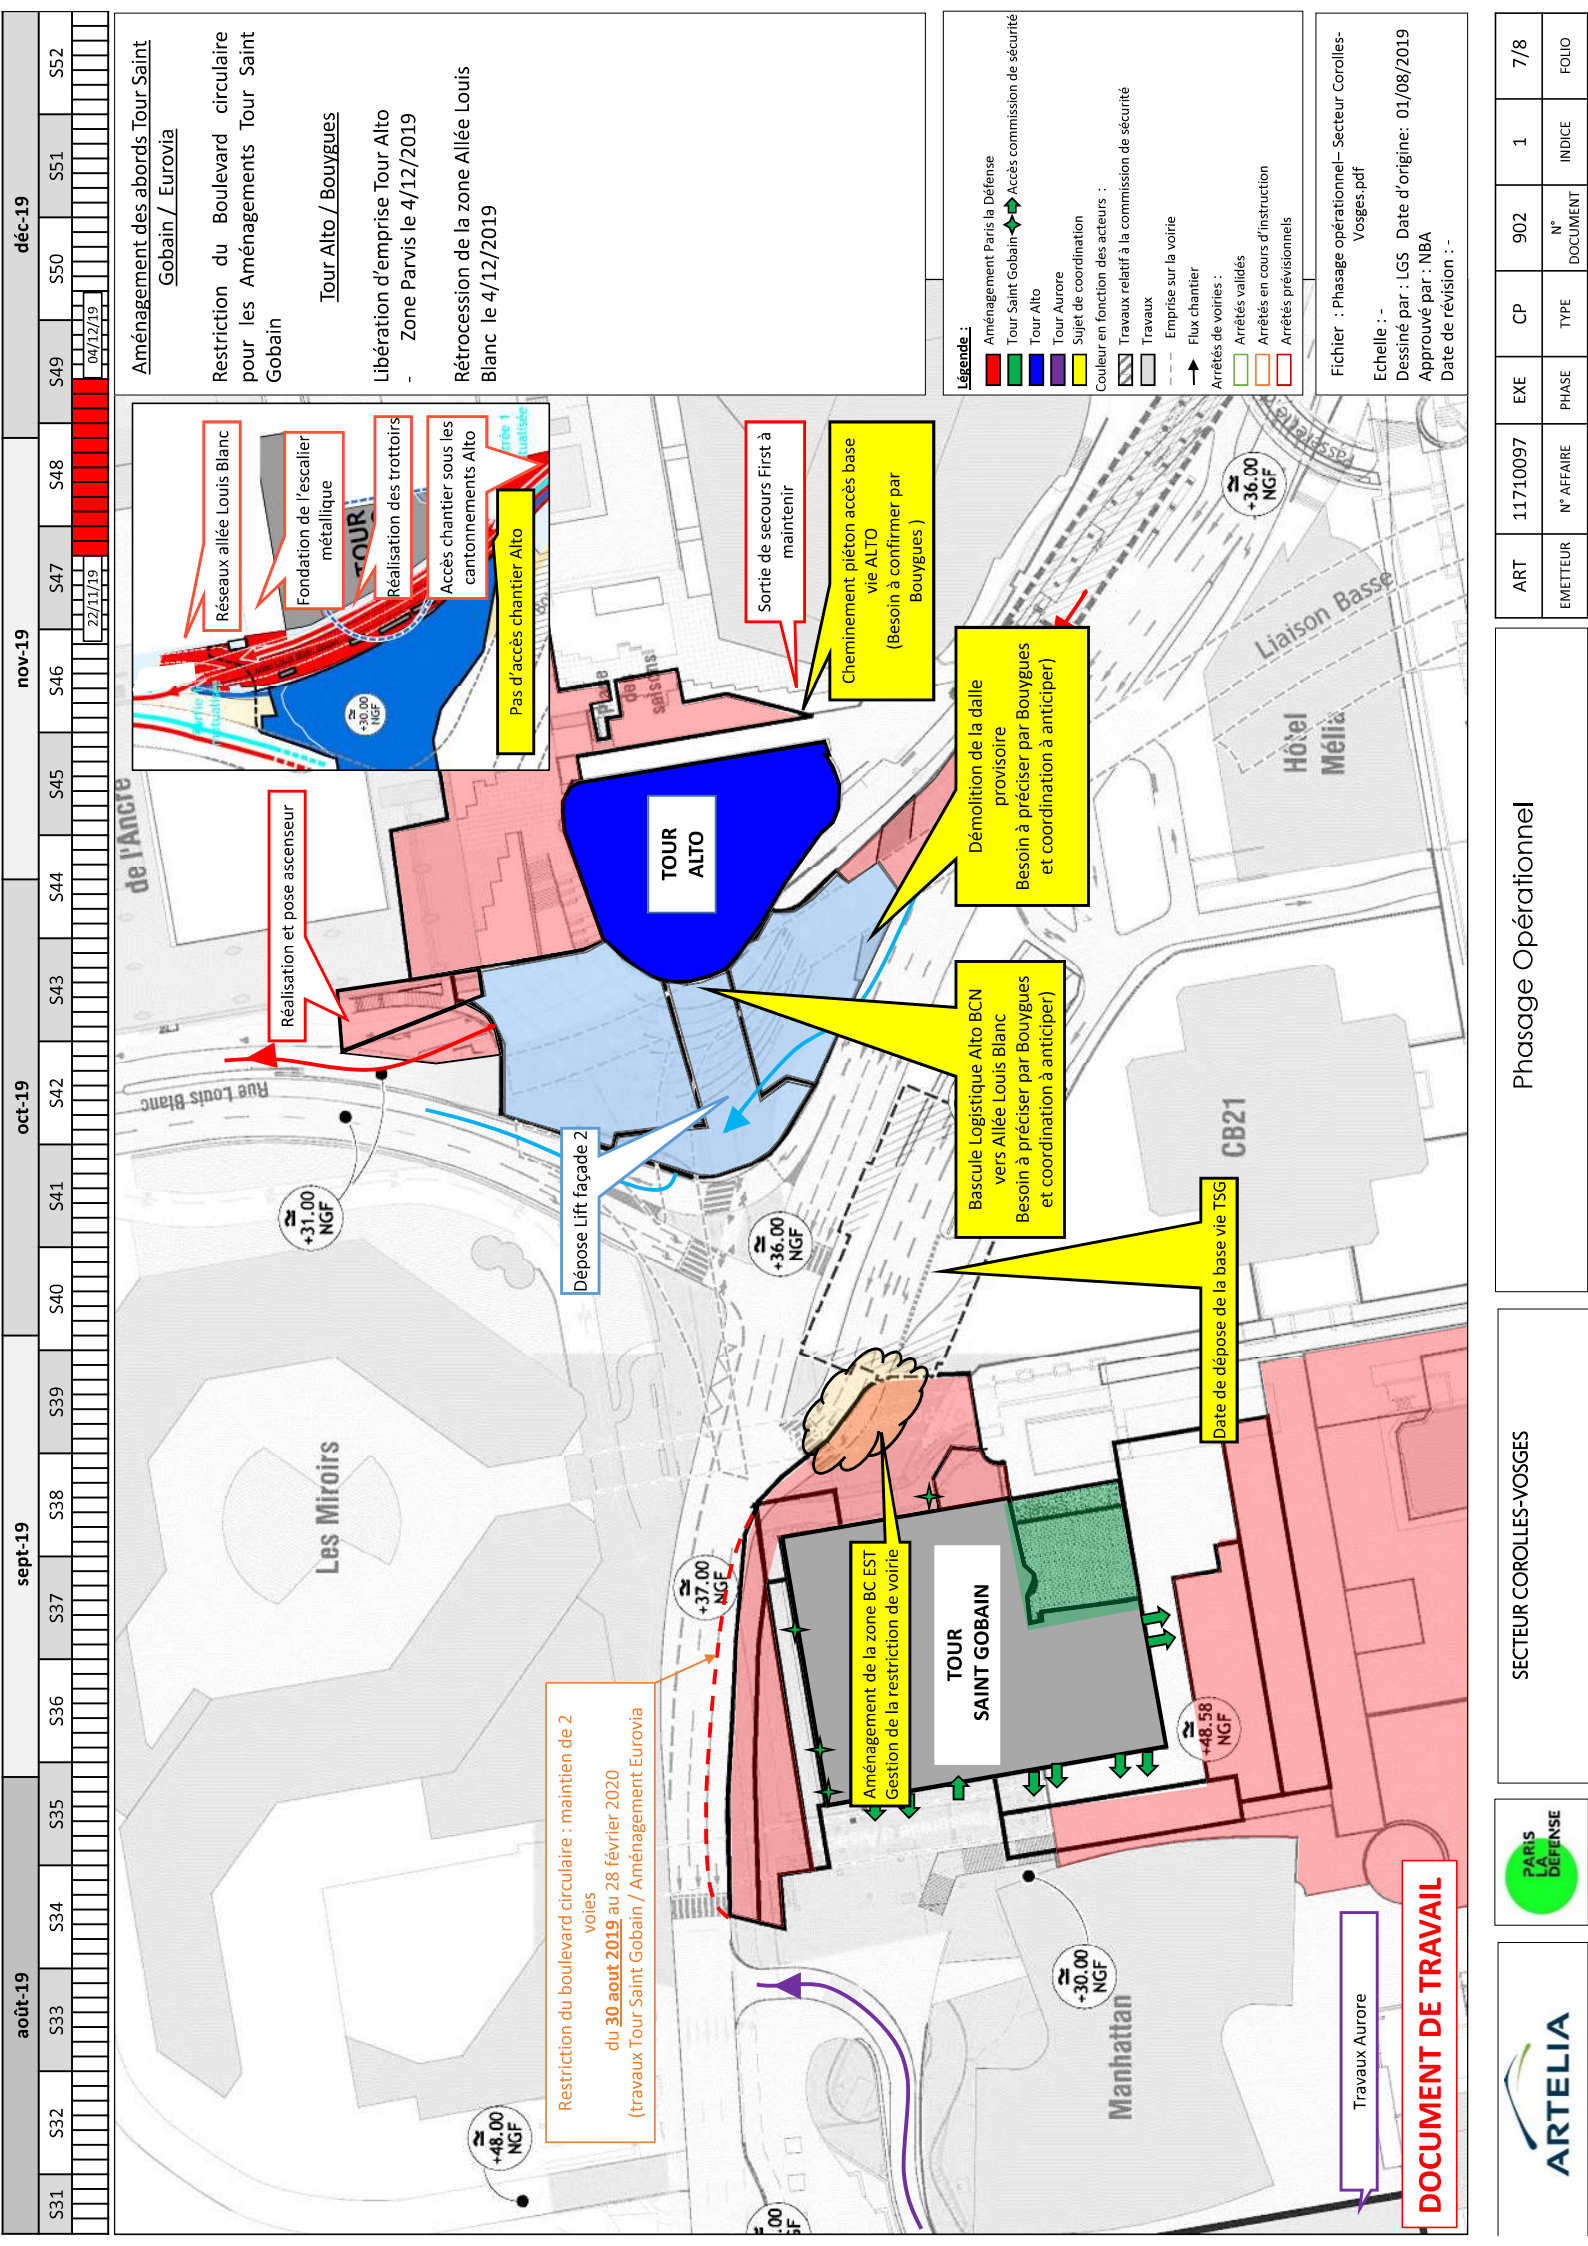 août-19
sept-19
oct-19
nov-19
déc-19
S31 S32 S33 S34 S35 S36 S37 S38 S39 S40 S41 S42 S43 S44 S45 S46 S47 S48 S49 S50 S51 S52
22/11/19
04/12/19
Aménagement des abords Tour Saint
Gobain / Eurovia
Restriction du Boulevard circulaire
pour les Aménagements Tour Saint
Gobain
Tour Alto / Bouygues
Libération d'emprise Tour Alto
- Zone Parvis le 4/12/2019
Rétrocession de la zone Allée Louis
Blanc le 4/12/2019
Légende :
Aménagement Paris la Défense
Tour Saint Gobain
Accès commission de sécurité
Tour Alto
Tour Aurore
Sujet de coordination
Couleur en fonction des acteurs :
Travaux relatif à la commission de sécurité
Travaux
Emprise sur la voirie
Flux chantier
Arrêtés de voiries :
Arrêtés validés
Arrêtés en cours d'instruction
Arrêtés prévisionnels
Fichier : Phasage opérationnel– Secteur Corolles-
Vosges.pdf
Echelle : -
Dessiné par : LGS Date d'origine: 01/08/2019
Approuvé par : NBA
Date de révision : -
Réseaux allée Louis Blanc
Fondation de l'escalier
métallique
Réalisation des trottoirs
Accès chantier sous les
cantonnements Alto
Pas d'accès chantier Alto
TOUR
trée 1
tualisée
≅
+30.00
NGF
de l'Ancre
Réalisation et pose ascenseur
Rue Louis Blanc
≅
+31.00
NGF
Place
des
saisons
TOUR
ALTO
Sortie de secours First à
maintenir
Cheminement piéton accès base
vie ALTO
(Besoin à confirmer par
Bouygues )
Démolition de la dalle
provisoire
Besoin à préciser par Bouygues
et coordination à anticiper)
Bascule Logistique Alto BCN
vers Allée Louis Blanc
Besoin à préciser par Bouygues
et coordination à anticiper)
Dépose Lift façade 2
≅
+36.00
NGF
≅
+36.00
NGF
Passerelle
Liaison Basse
Hôtel
Mélia
CB21
Date de dépose de la base vie TSG
Les Miroirs
≅
+37.00
NGF
Restriction du boulevard circulaire : maintien de 2
voies
du 30 aout 2019 au 28 février 2020
(travaux Tour Saint Gobain / Aménagement Eurovia
Aménagement de la zone BC EST
Gestion de la restriction de voirie
TOUR
SAINT GOBAIN
≅
+48.58
NGF
≅
+48.00
NGF
≅
+30.00
NGF
.00
GF
Manhattan
Travaux Aurore
DOCUMENT DE TRAVAIL
ARTELIA
PARIS
LA
DEFENSE
SECTEUR COROLLES-VOSGES
Phasage Opérationnel
ART 11710097 EXE CP 902 1 7/8
EMETTEUR N° AFFAIRE PHASE TYPE N° DOCUMENT INDICE FOLIO